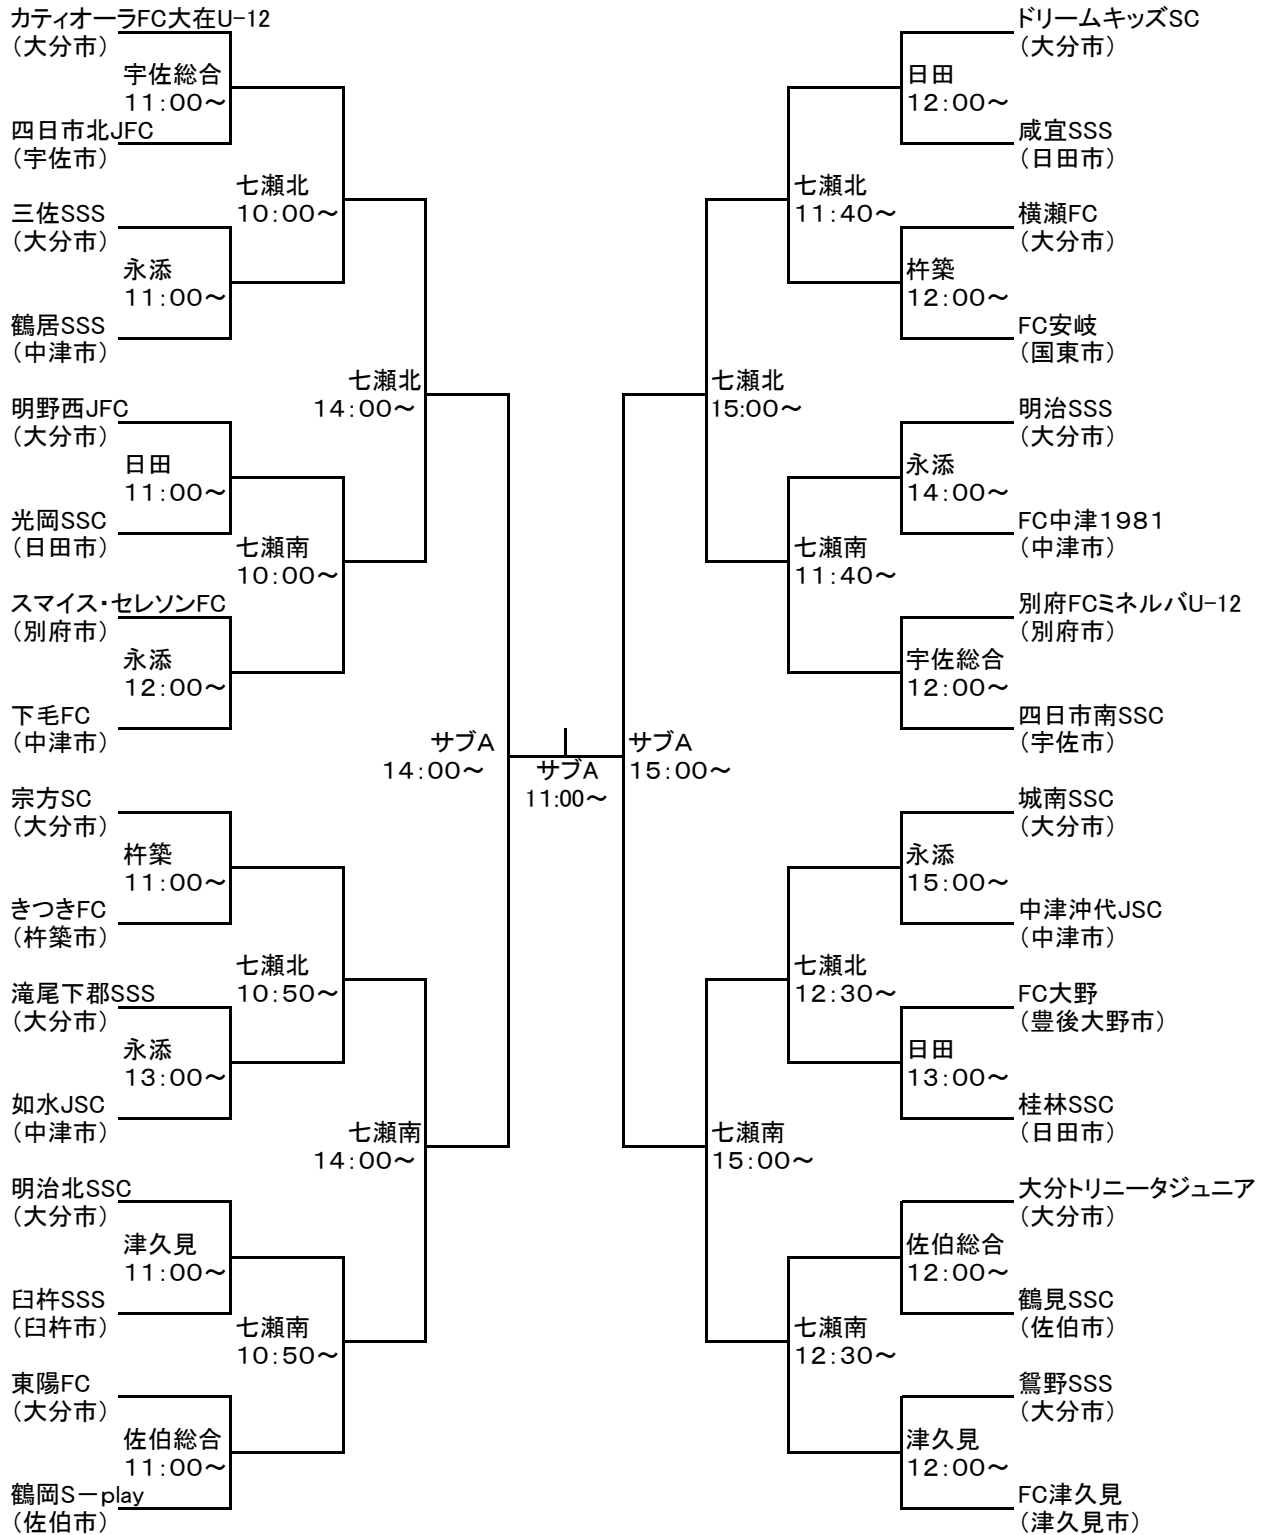 カティオーラFC大在U-12
（大分市）
宇佐総合
11:00～
四日市北JFC
（宇佐市）
七瀬北
10:00～
三佐SSS
（大分市）
永添
11:00～
鶴居SSS
（中津市）
七瀬北
14:00～
明野西JFC
（大分市）
日田
11:00～
光岡SSC
（日田市）
七瀬南
10:00～
スマイス・セレソンFC
（別府市）
永添
12:00～
下毛FC
（中津市）
サブA
14:00～
宗方SC
（大分市）
杵築
11:00～
きつきFC
（杵築市）
七瀬北
10:50～
滝尾下郡SSS
（大分市）
永添
13:00～
如水JSC
（中津市）
七瀬南
14:00～
明治北SSC
（大分市）
津久見
11:00～
臼杵SSS
（臼杵市）
七瀬南
10:50～
東陽FC
（大分市）
佐伯総合
11:00～
鶴岡S－play
（佐伯市）
サブA
11:00～
ドリームキッズSC
（大分市）
日田
12:00～
咸宜SSS
（日田市）
七瀬北
11:40～
横瀬FC
（大分市）
杵築
12:00～
FC安岐
（国東市）
七瀬北
15:00～
明治SSS
（大分市）
永添
14:00～
FC中津1981
（中津市）
七瀬南
11:40～
別府FCミネルバU-12
（別府市）
宇佐総合
12:00～
四日市南SSC
（宇佐市）
サブA
15:00～
城南SSC
（大分市）
永添
15:00～
中津沖代JSC
（中津市）
七瀬北
12:30～
FC大野
（豊後大野市）
日田
13:00～
桂林SSC
（日田市）
七瀬南
15:00～
大分トリニータジュニア
（大分市）
佐伯総合
12:00～
鶴見SSC
（佐伯市）
七瀬南
12:30～
鴛野SSS
（大分市）
津久見
12:00～
FC津久見
（津久見市）